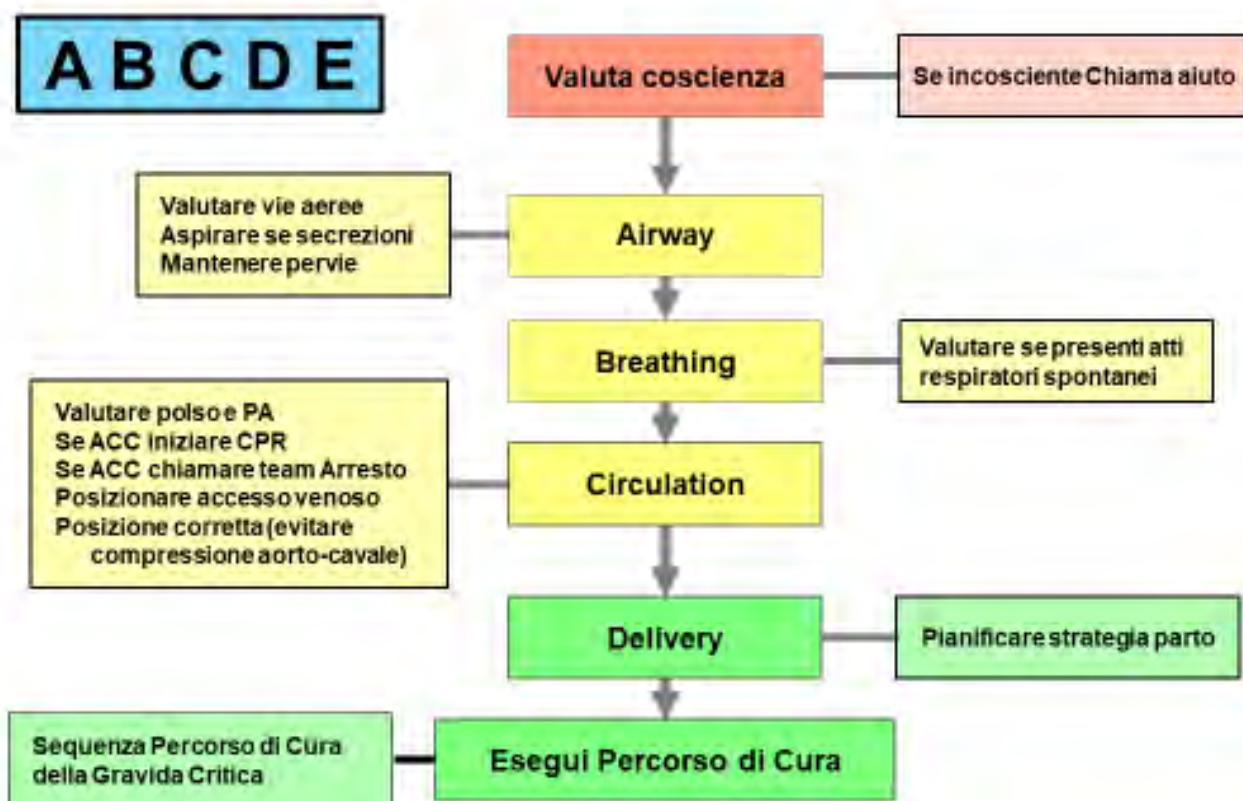 A B C D E
Valuta coscienza
Se incosciente Chiama aiuto
Valutare vie aeree
Aspirare se secrezioni
Mantenere pervie
Airway
Breathing
Valutare se presenti atti
respiratori spontanei
Valutare polso e PA
Se ACC iniziare CPR
Se ACC chiamare team Arresto
Posizionare accesso venoso
Posizione corretta (evitare
compressione aorto-cavale)
Circulation
Delivery
Pianificare strategia parto
Sequenza Percorso di Cura
della Gravida Critica
Esegui Percorso di Cura